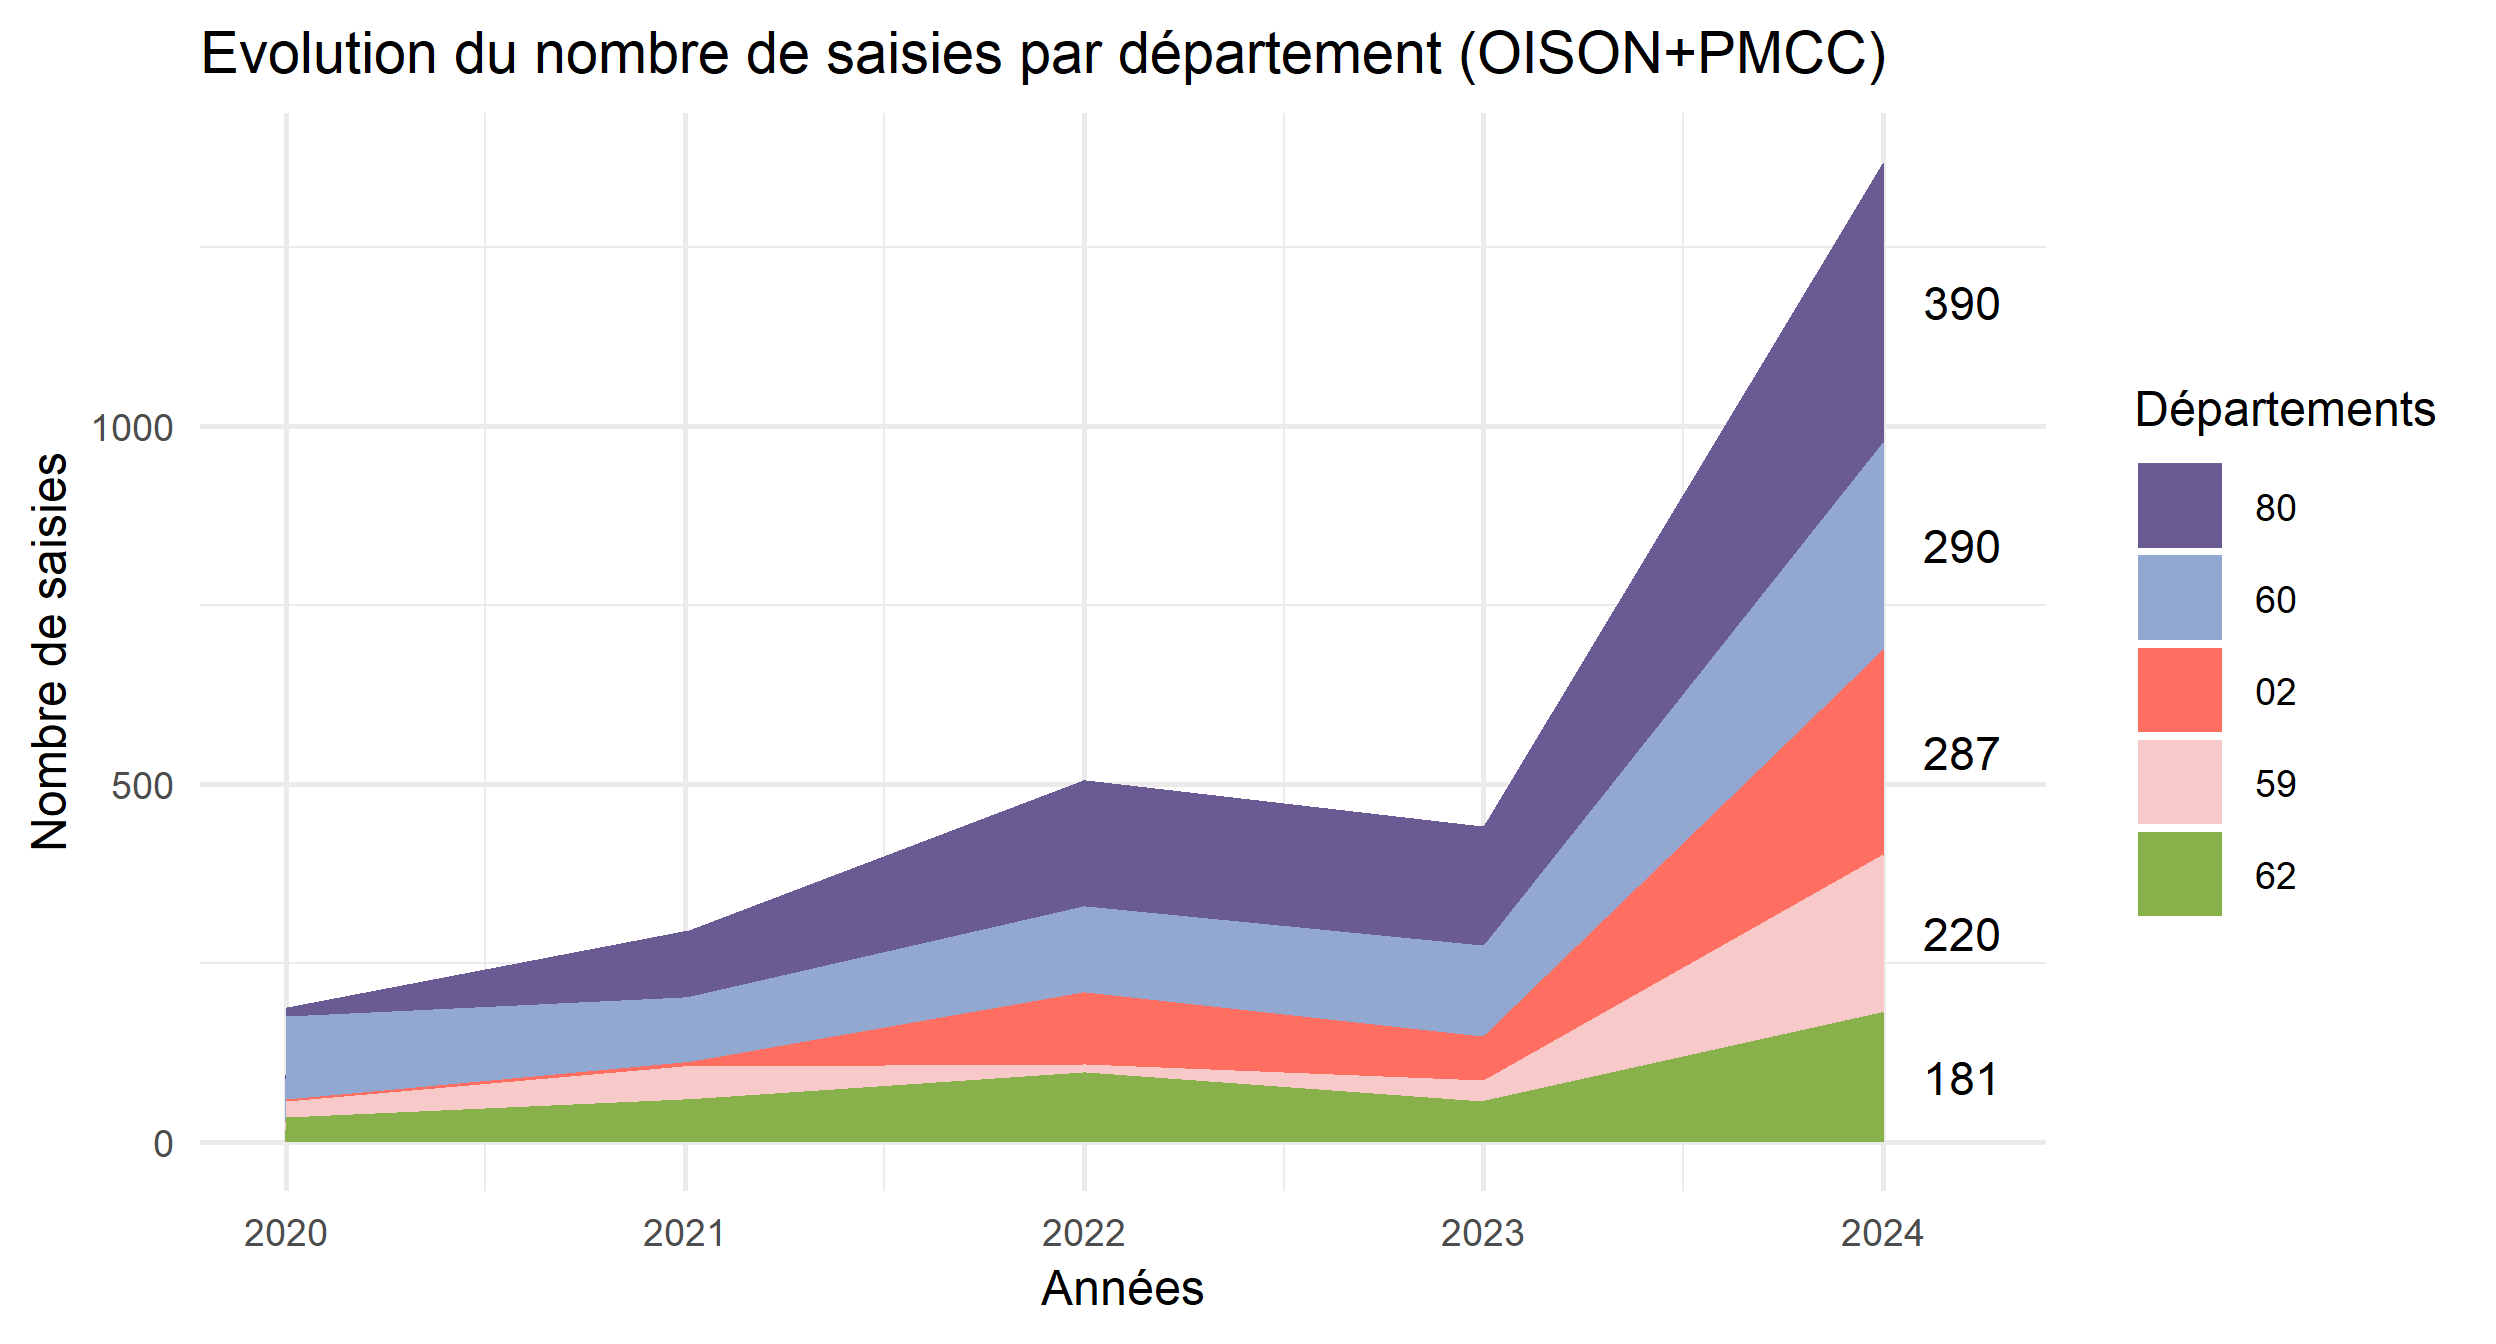 Evolution du nombre de saisies par département (OISON+PMCC)
Nombre de saisies
1000
500
0
390
290
287
220
181
2020 2021 2022 2023 2024
Années
Départements
80
60
02
59
62